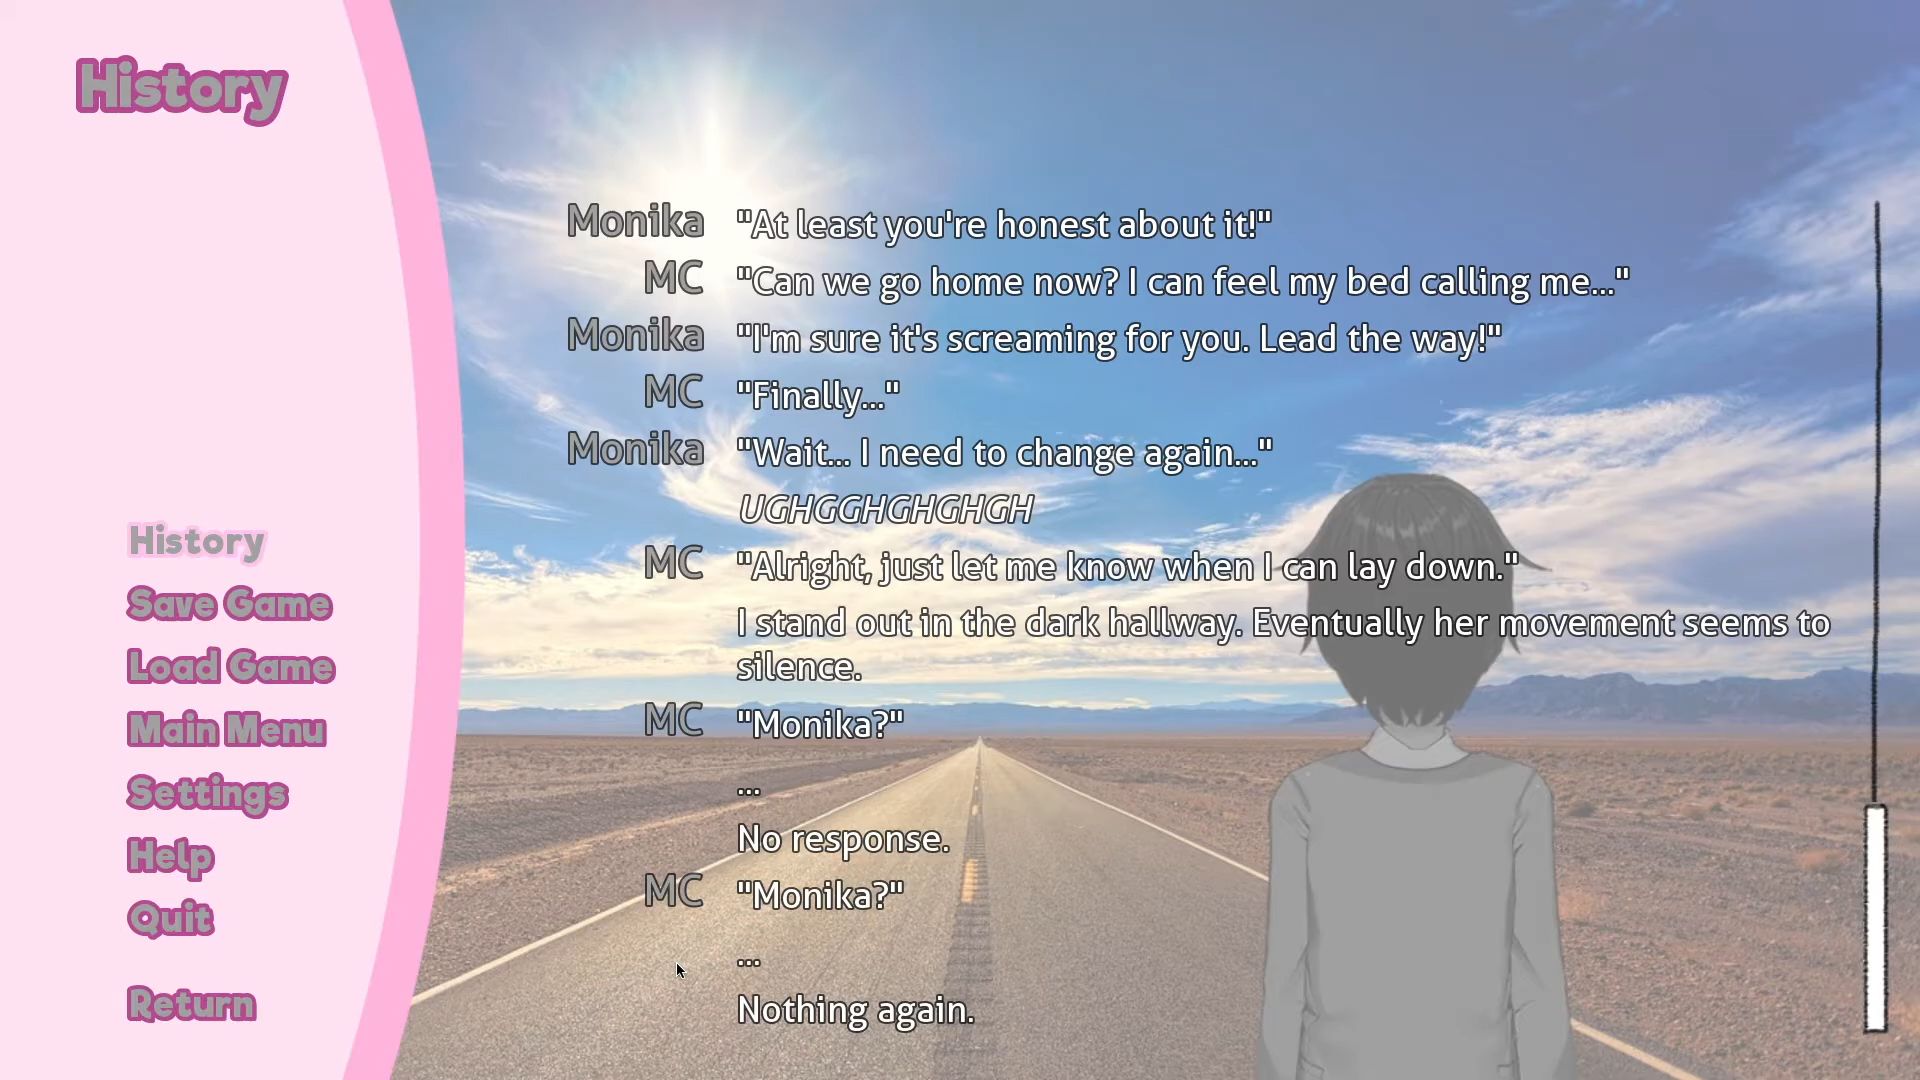 History
Monika "At least you're honest about it!"
MC "Can we go home now? I can feel my bed calling me..."
Monika "I'm sure it's screaming for you. Lead the way!"
MC "Finally..."
Monika "Wait... I need to change again..."
UGHGGHGHGHGH
MC "Alright, just let me know when I can lay down."
I stand out in the dark hallway. Eventually her movement seems to
silence.
MC "Monika?"
...
No response.
MC "Monika?"
...
Nothing again.
History
Save Game
Load Game
Main Menu
Settings
Help
Quit
Return